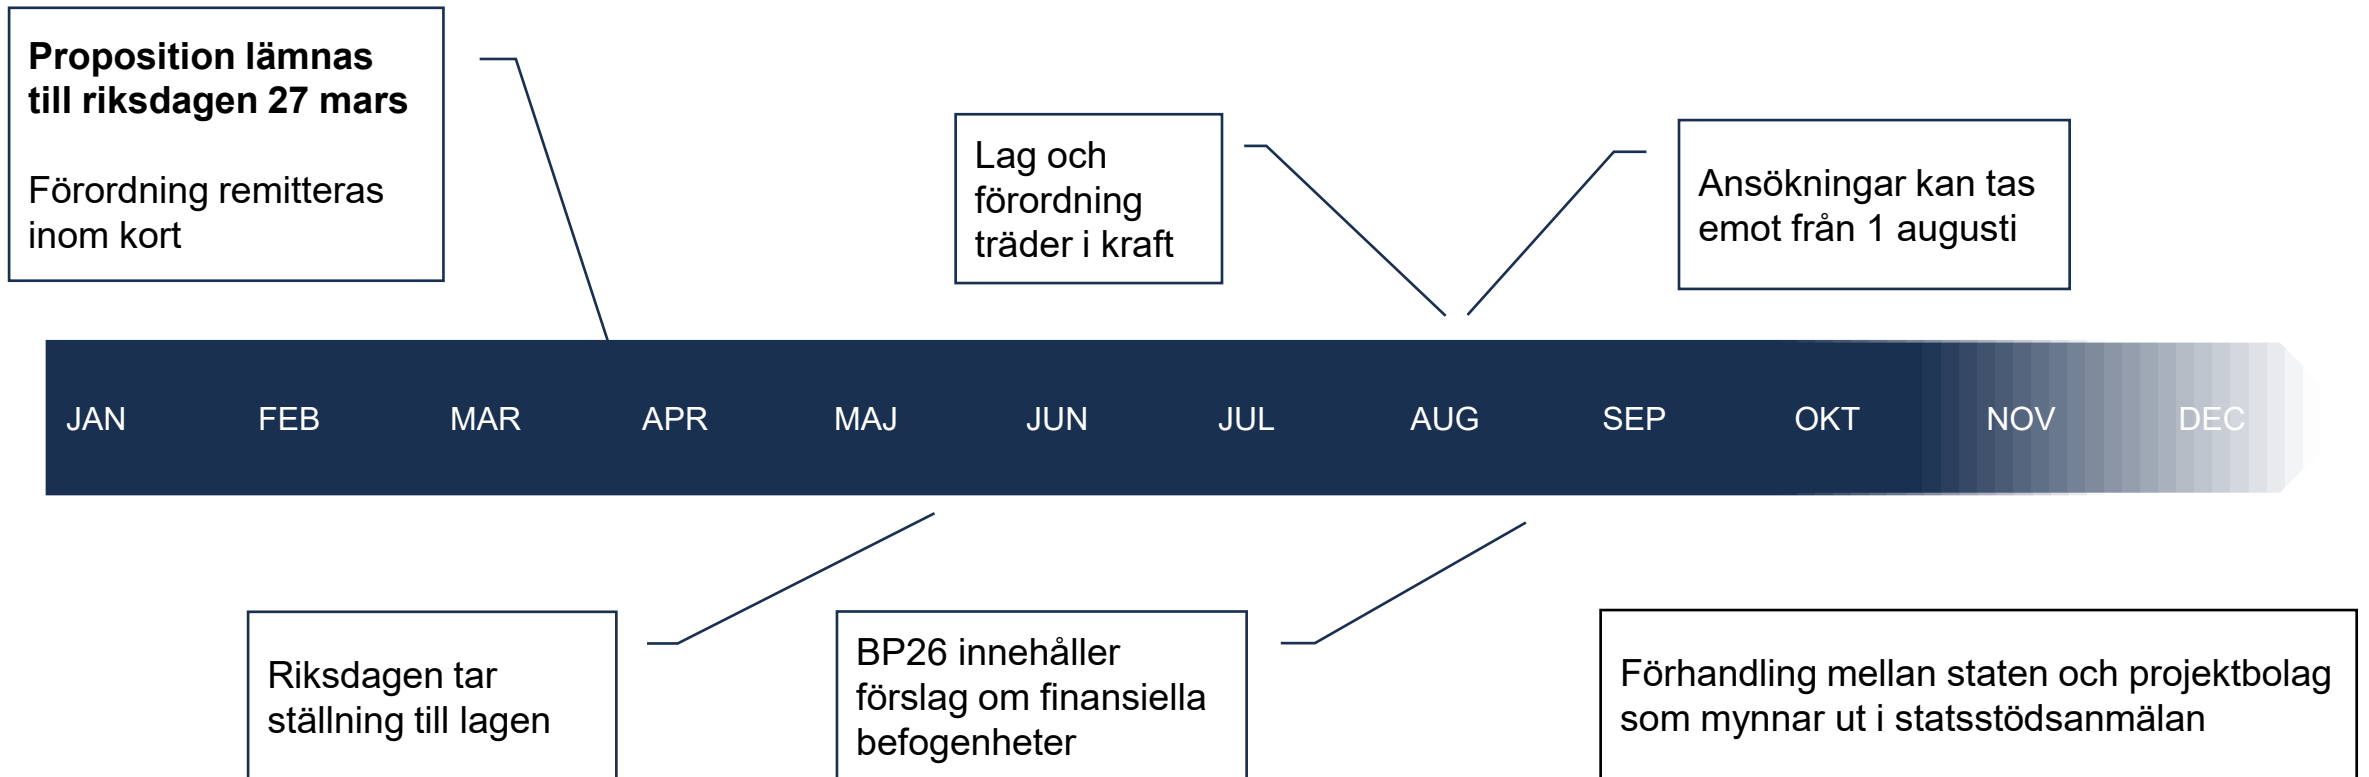 Proposition lämnas
till riksdagen 27 mars
Förordning remitteras
inom kort
Lag och
förordning
träder i kraft
Ansökningar kan tas
emot från 1 augusti
JAN FEB MAR APR MAJ JUN JUL AUG SEP OKT NOV DEC
Riksdagen tar
ställning till lagen
BP26 innehåller
förslag om finansiella
befogenheter
Förhandling mellan staten och projektbolag
som mynnar ut i statsstödsanmälan